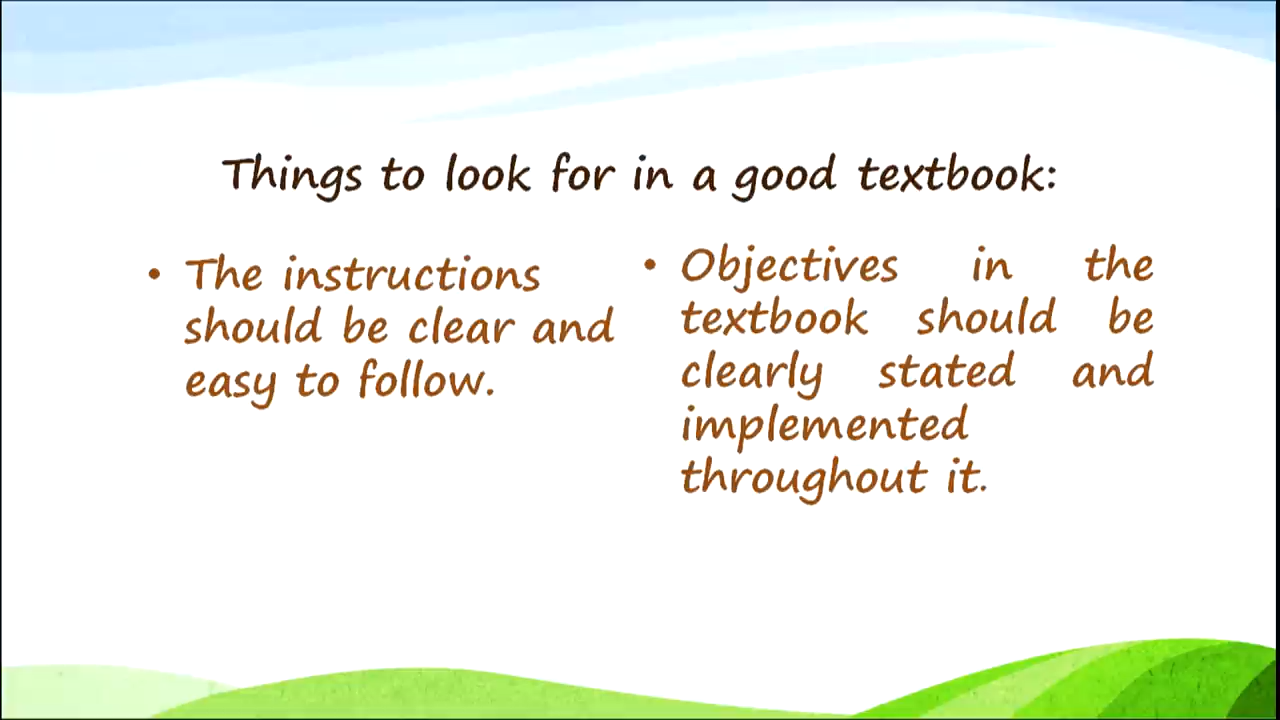 Things to look for in a good textbook:
• The instructions
should be clear and
easy to follow.
• Objectives in the
textbook should be
clearly stated and
implemented
throughout it.